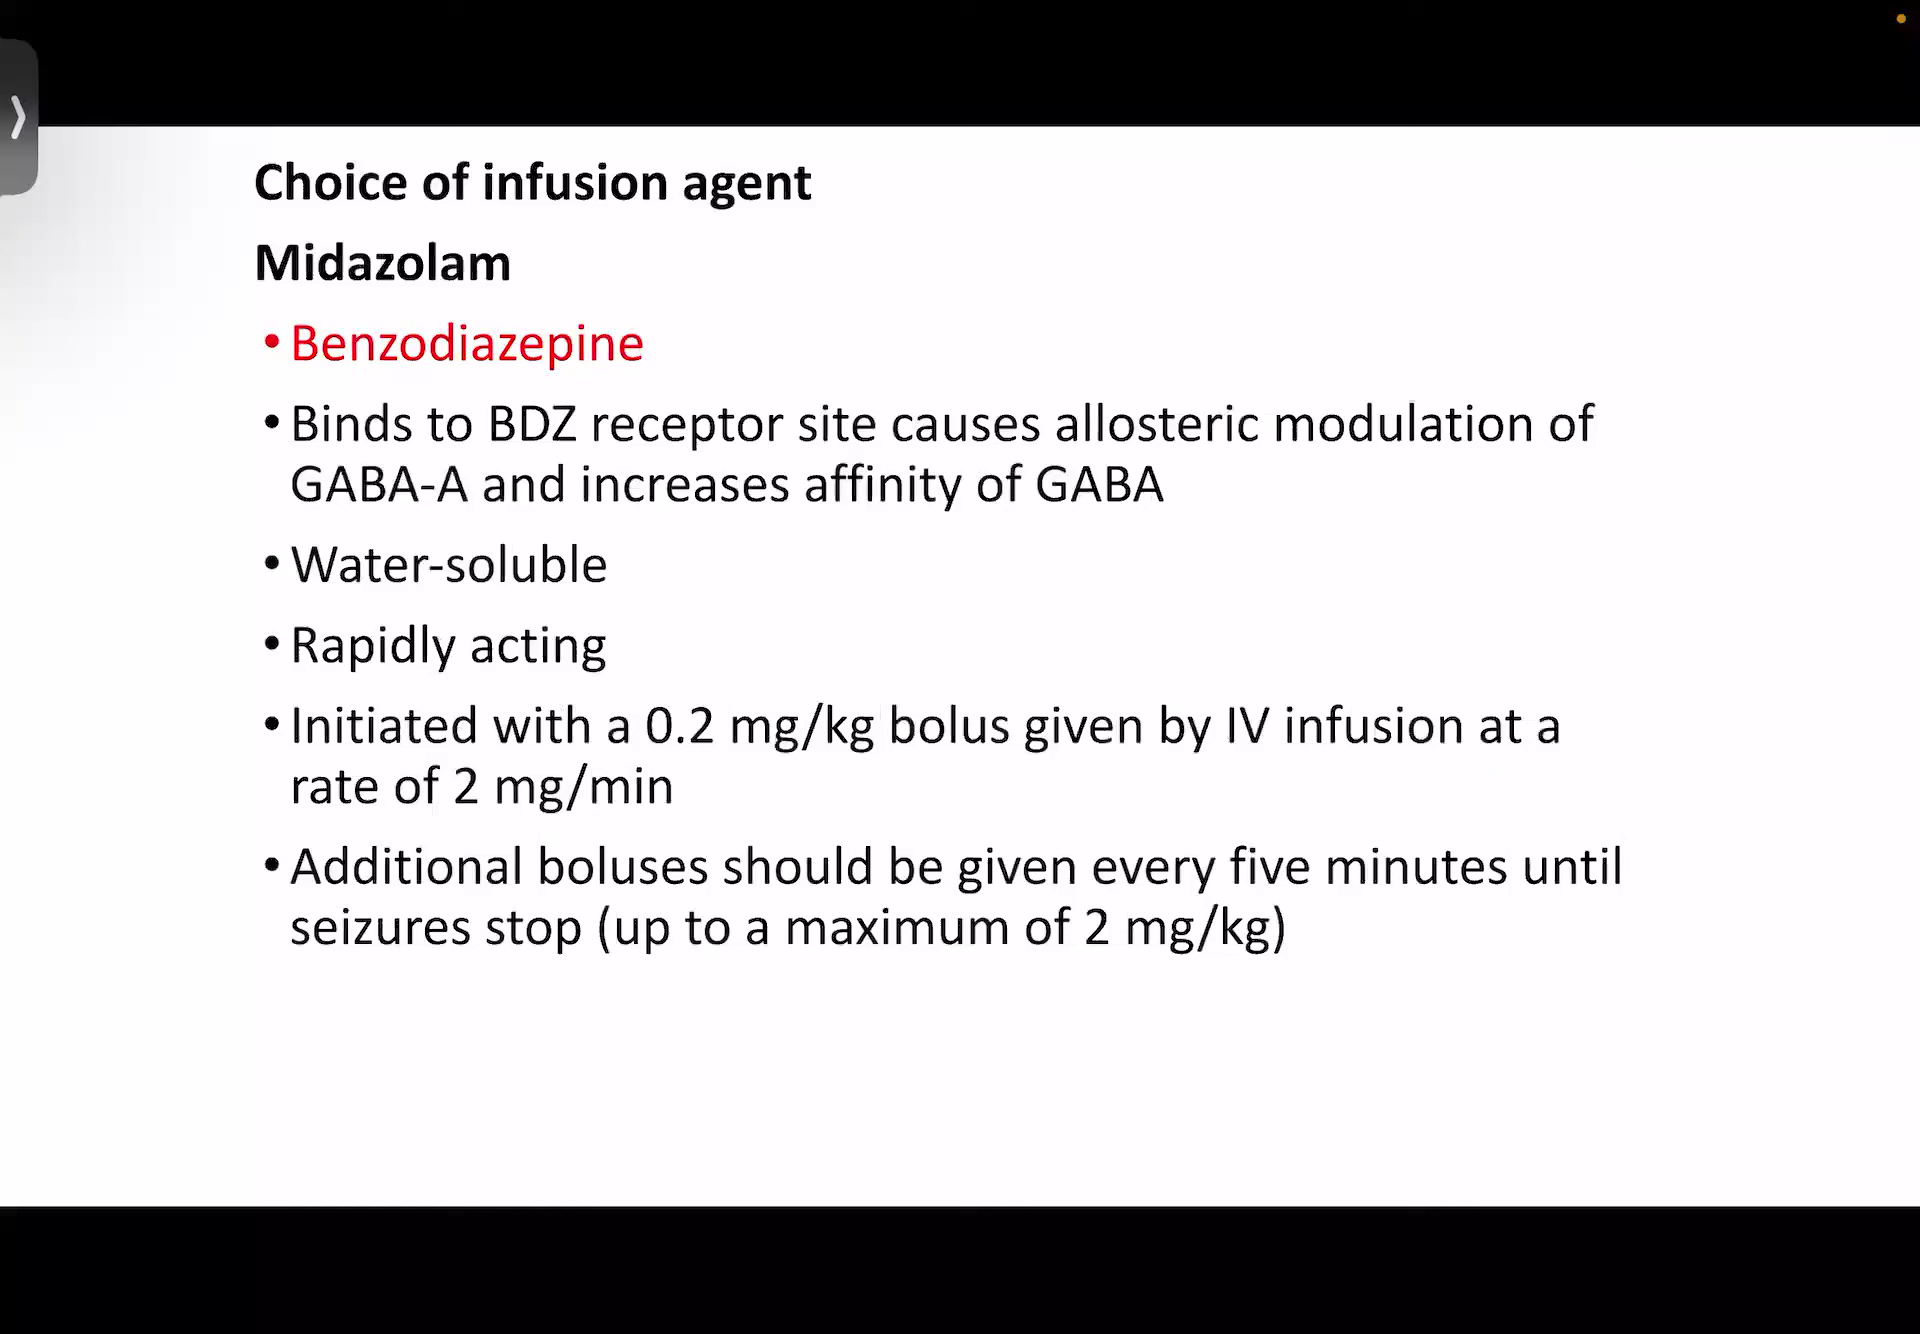 Choice of infusion agent
Midazolam
• Benzodiazepine
• Binds to BDZ receptor site causes allosteric modulation of
GABA-A and increases affinity of GABA
• Water-soluble
• Rapidly acting
• Initiated with a 0.2 mg/kg bolus given by IV infusion at a
rate of 2 mg/min
• Additional boluses should be given every five minutes until
seizures stop (up to a maximum of 2 mg/kg)